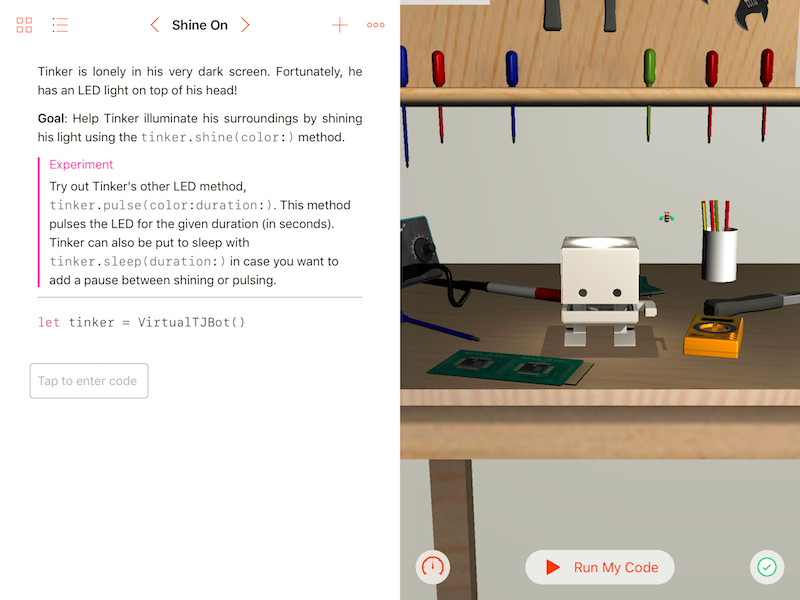 Shine On
Tinker is lonely in his very dark screen. Fortunately, he
has an LED light on top of his head!
Goal: Help Tinker illuminate his surroundings by shining
his light using the tinker.shine(color:) method.
Experiment
Try out Tinker's other LED method,
tinker.pulse(color:duration:). This method
pulses the LED for the given duration (in seconds).
Tinker can also be put to sleep with
tinker.sleep(duration:) in case you want to
add a pause between shining or pulsing.
let tinker = VirtualTJBot()
Tap to enter code
Run My Code